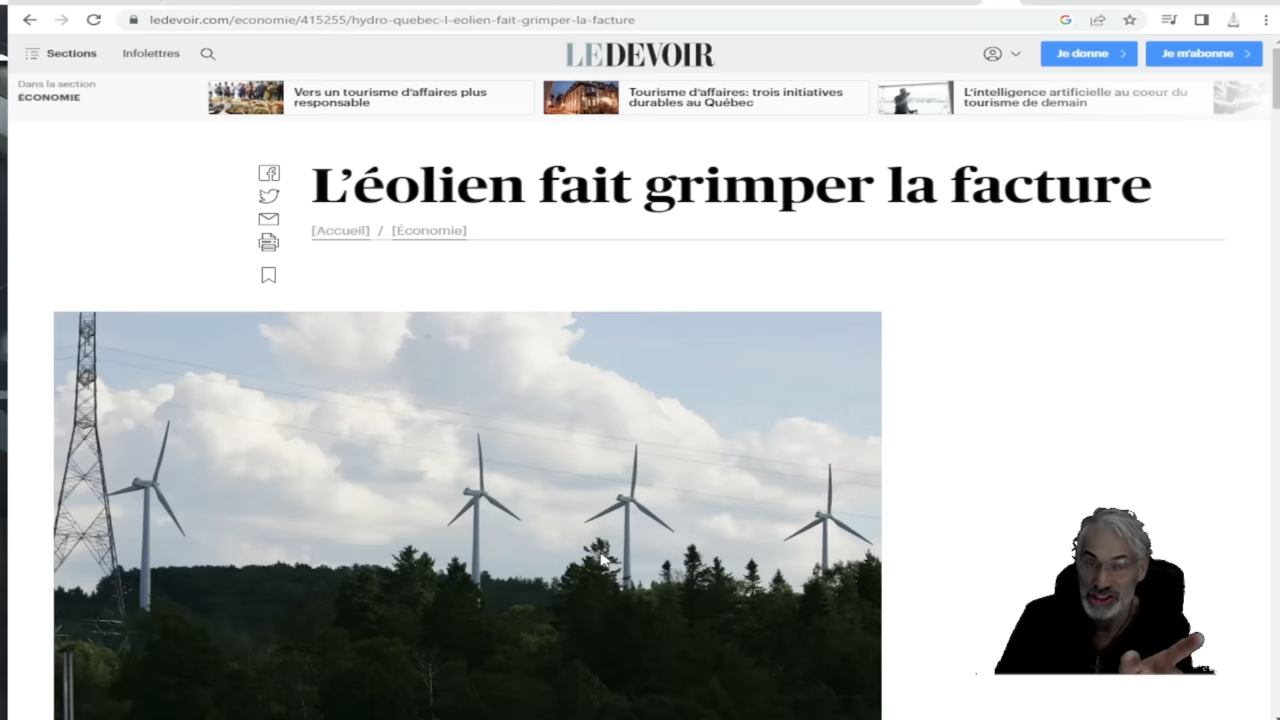 ledevoir.com/economie/415255/hydro-quebec-l-eolien-fait-grimper-la-facture
Sections
Infolettres
LEDEVOIR
Je donne
Je m'abonne
Dans la section
ÉCONOMIE
Vers un tourisme d'affaires plus
responsable
Tourisme d'affaires: trois initiatives
durables au Québec
L'intelligence artificielle au coeur du
tourisme de demain
L'éolien fait grimper la facture
[Accueil] / [Économie]